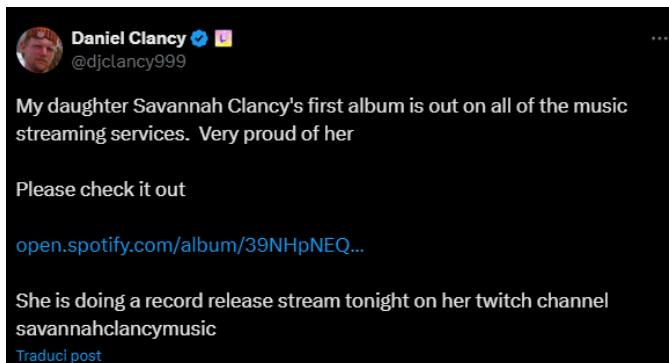 Daniel Clancy
@djclancy999
My daughter Savannah Clancy's first album is out on all of the music
streaming services.  Very proud of her
Please check it out
open.spotify.com/album/39NHpNEQ...
She is doing a record release stream tonight on her twitch channel
savannahclancymusic
Traduci post